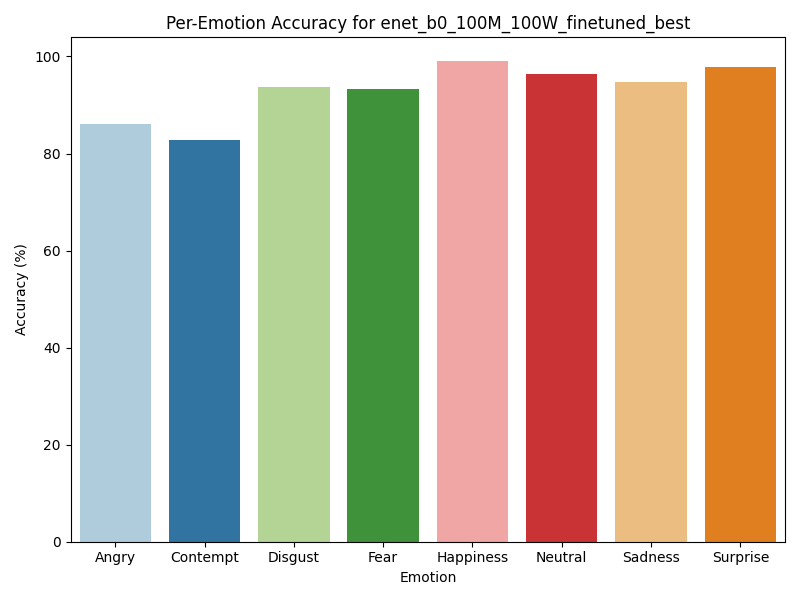 Per-Emotion Accuracy for enet_b0_100M_100W_finetuned_best
Accuracy (%)
100
80
60
40
20
0
Angry Contempt Disgust Fear Happiness Neutral Sadness Surprise
Emotion